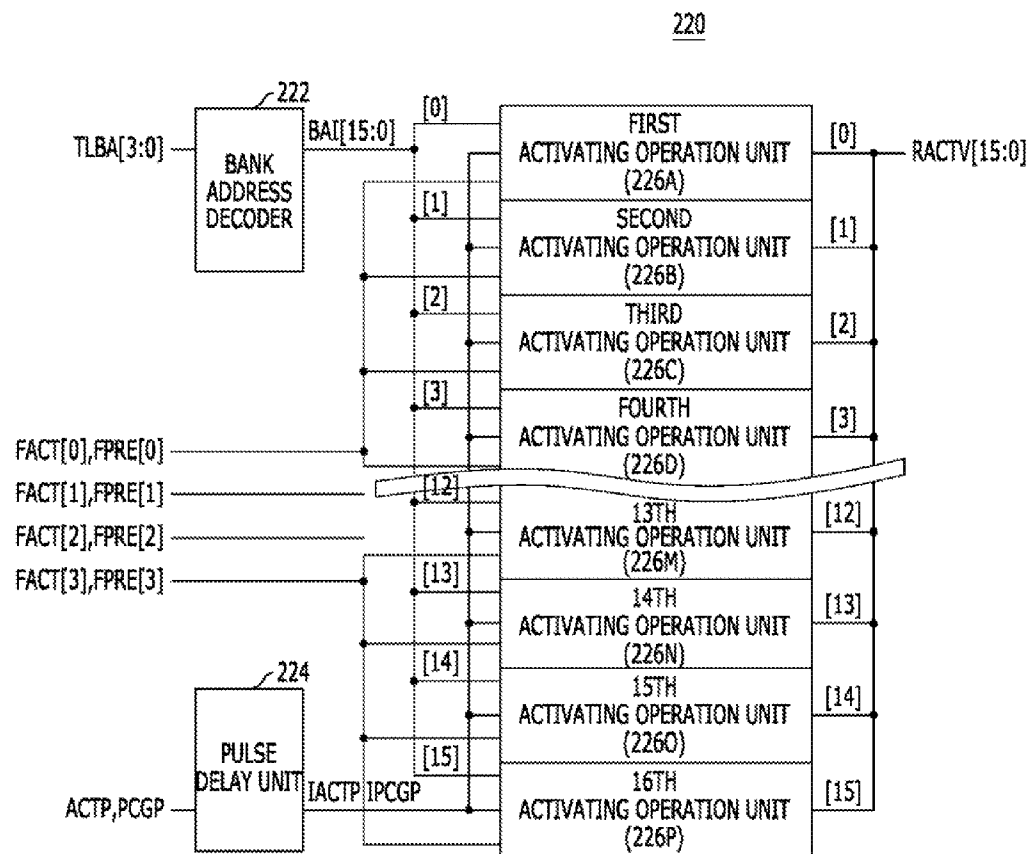 220
222
TLBA[3:0]
BANK
ADDRESS
DECODER
BAI[15:0]
[0]
FIRST
ACTIVATING OPERATION UNIT
(226A)
[0]
RACTV[15:0]
[1]
SECOND
ACTIVATING OPERATION UNIT
(226B)
[1]
[2]
THIRD
ACTIVATING OPERATION UNIT
(226C)
[2]
[3]
FOURTH
ACTIVATING OPERATION UNIT
(226D)
[3]
FACT[0],FPRE[0]
FACT[1],FPRE[1]
FACT[2],FPRE[2]
FACT[3],FPRE[3]
[12]
13TH
ACTIVATING OPERATION UNIT
(226M)
[12]
[13]
14TH
ACTIVATING OPERATION UNIT
(226N)
[13]
[14]
15TH
ACTIVATING OPERATION UNIT
(226O)
[14]
[15]
16TH
ACTIVATING OPERATION UNIT
(226P)
[15]
224
PULSE
DELAY UNIT
ACTP,PCGP
IACTP IPCGP